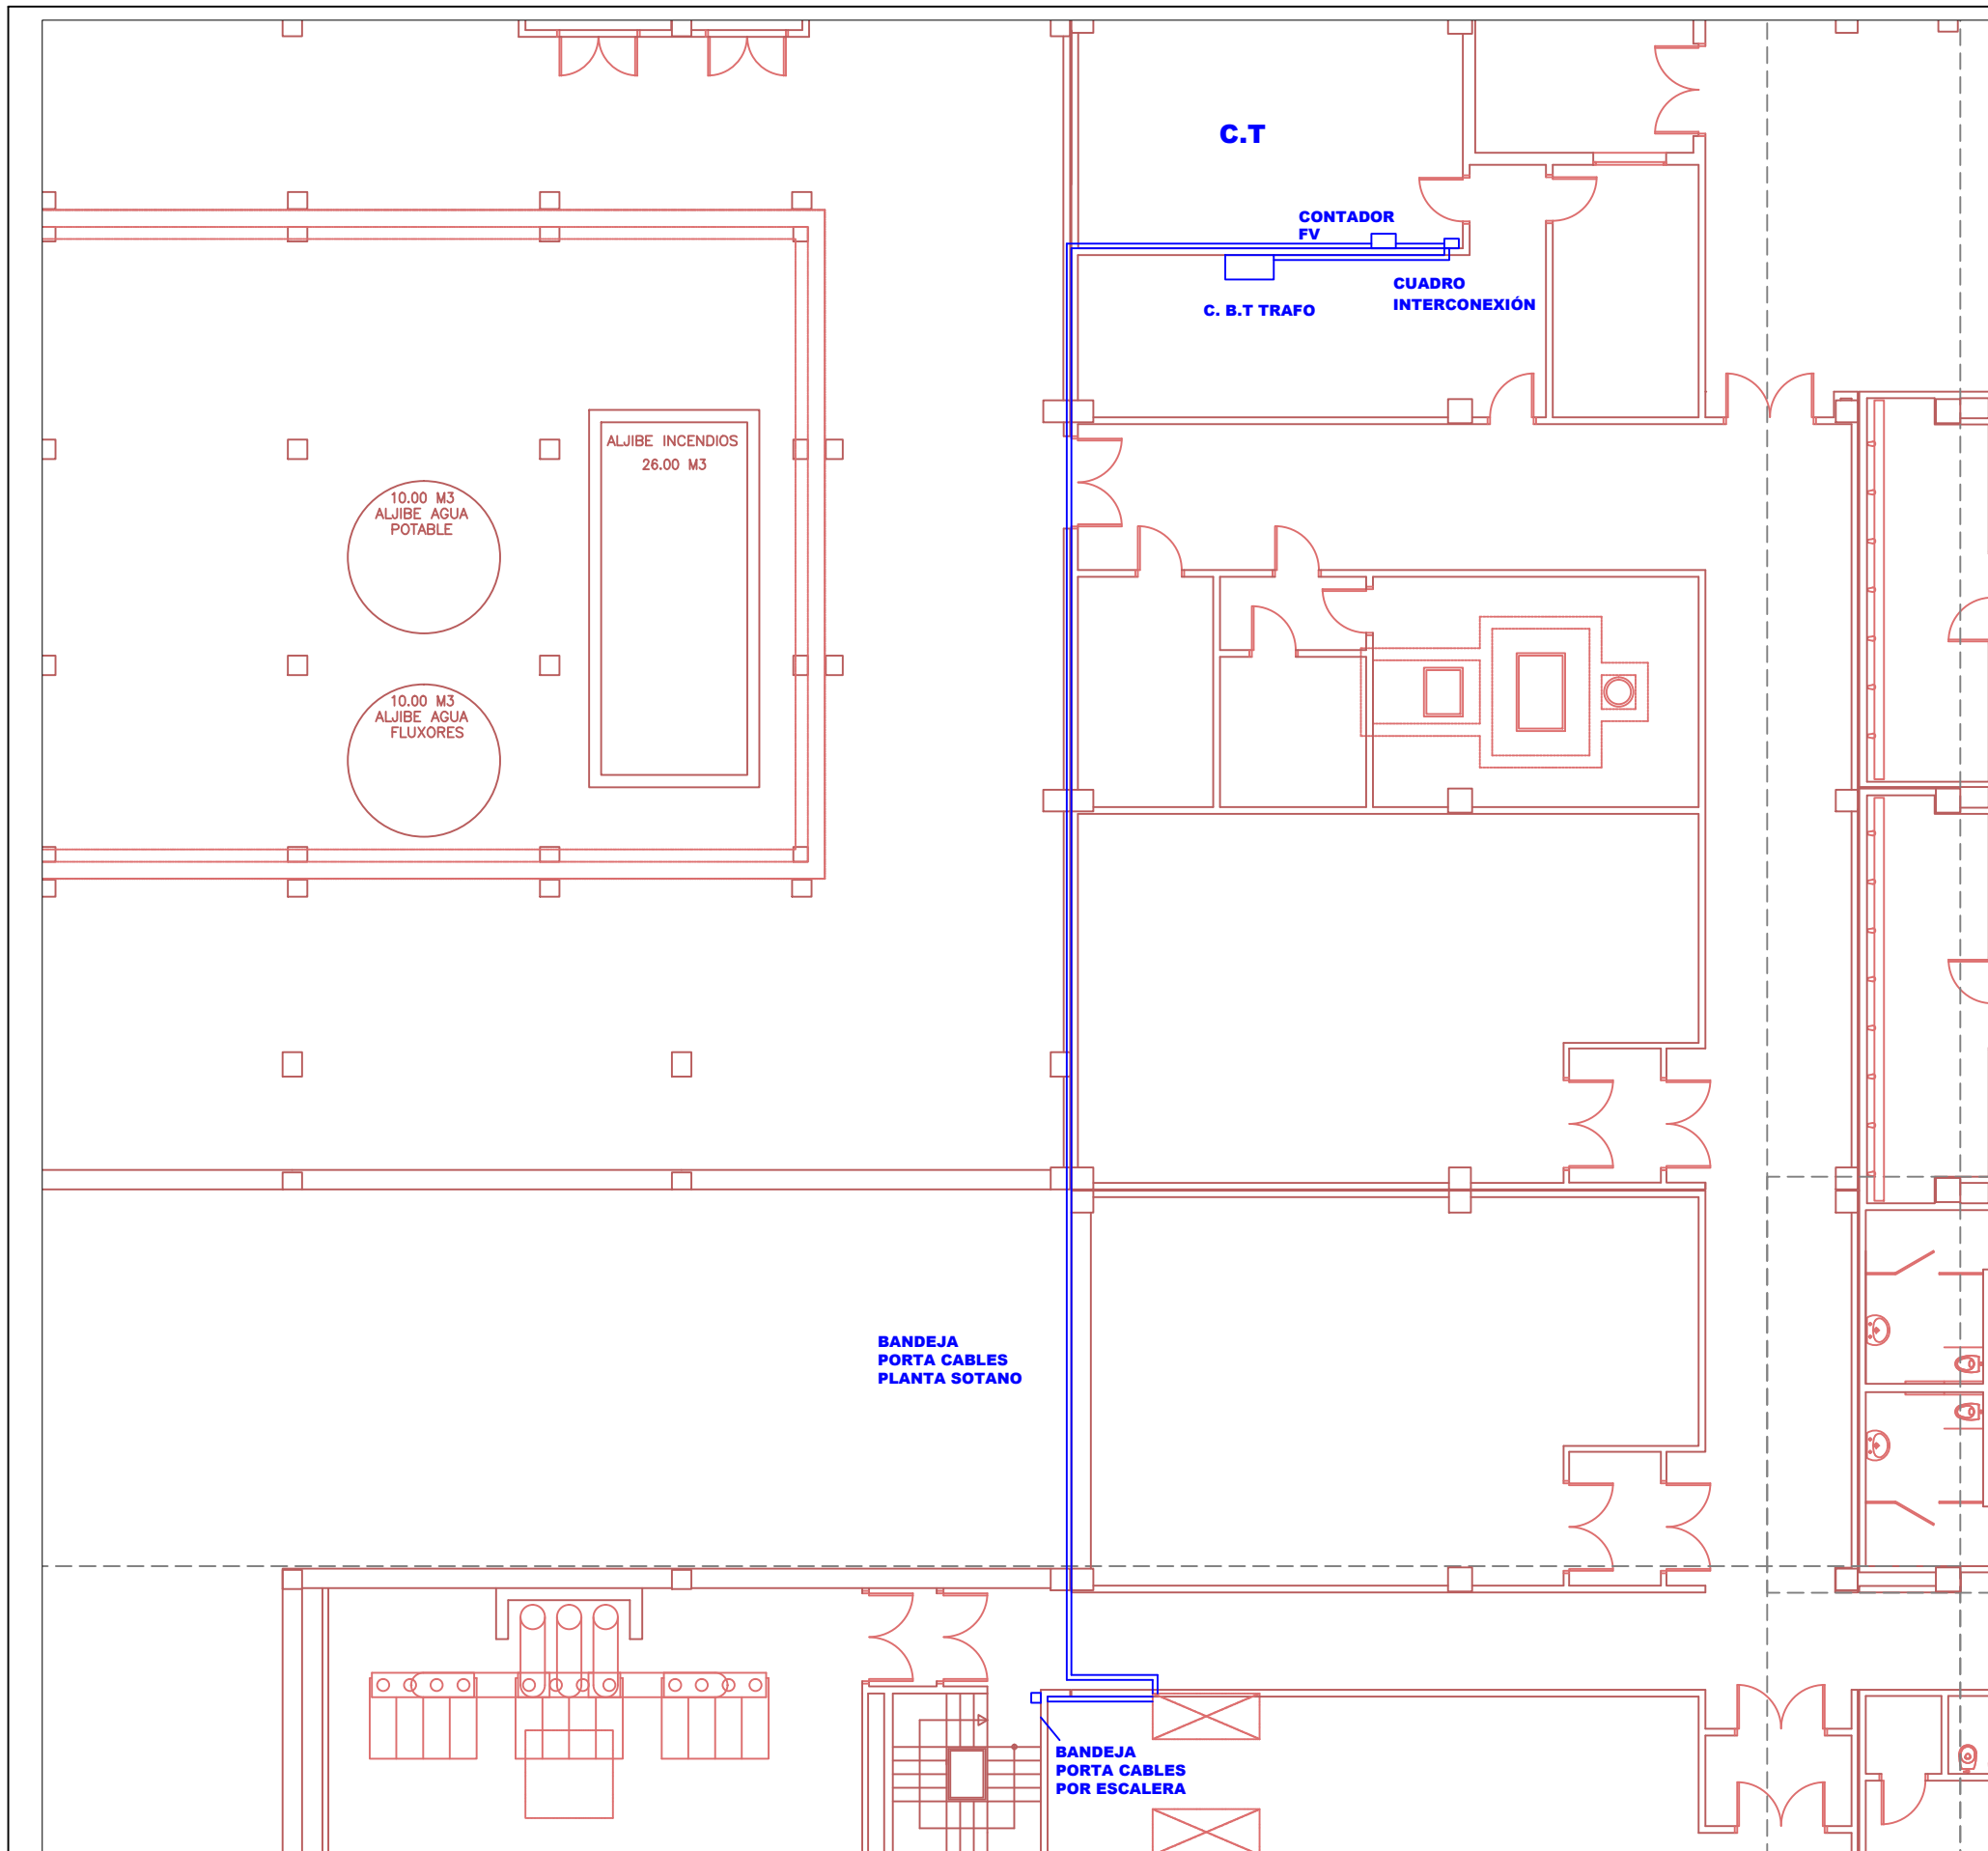 C.T
CONTADOR
FV
CUADRO
INTERCONEXIÓN
C. B.T TRAFO
ALJIBE INCENDIOS
26.00 M3
10.00 M3
ALJIBE AGUA
POTABLE
10.00 M3
ALJIBE AGUA
FLUXORES
BANDEJA
PORTA CABLES
PLANTA SOTANO
BANDEJA
PORTA CABLES
POR ESCALERA